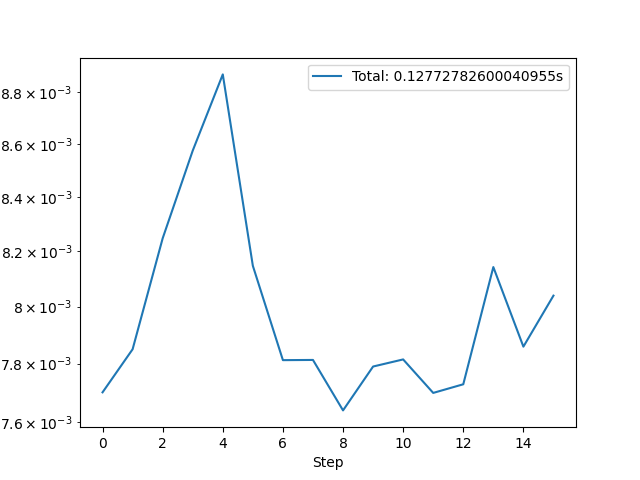 Total: 0.12772782600040955s
8.8 × 10⁻³
8.6 × 10⁻³
8.4 × 10⁻³
8.2 × 10⁻³
8 × 10⁻³
7.8 × 10⁻³
7.6 × 10⁻³
0 2 4 6 8 10 12 14
Step